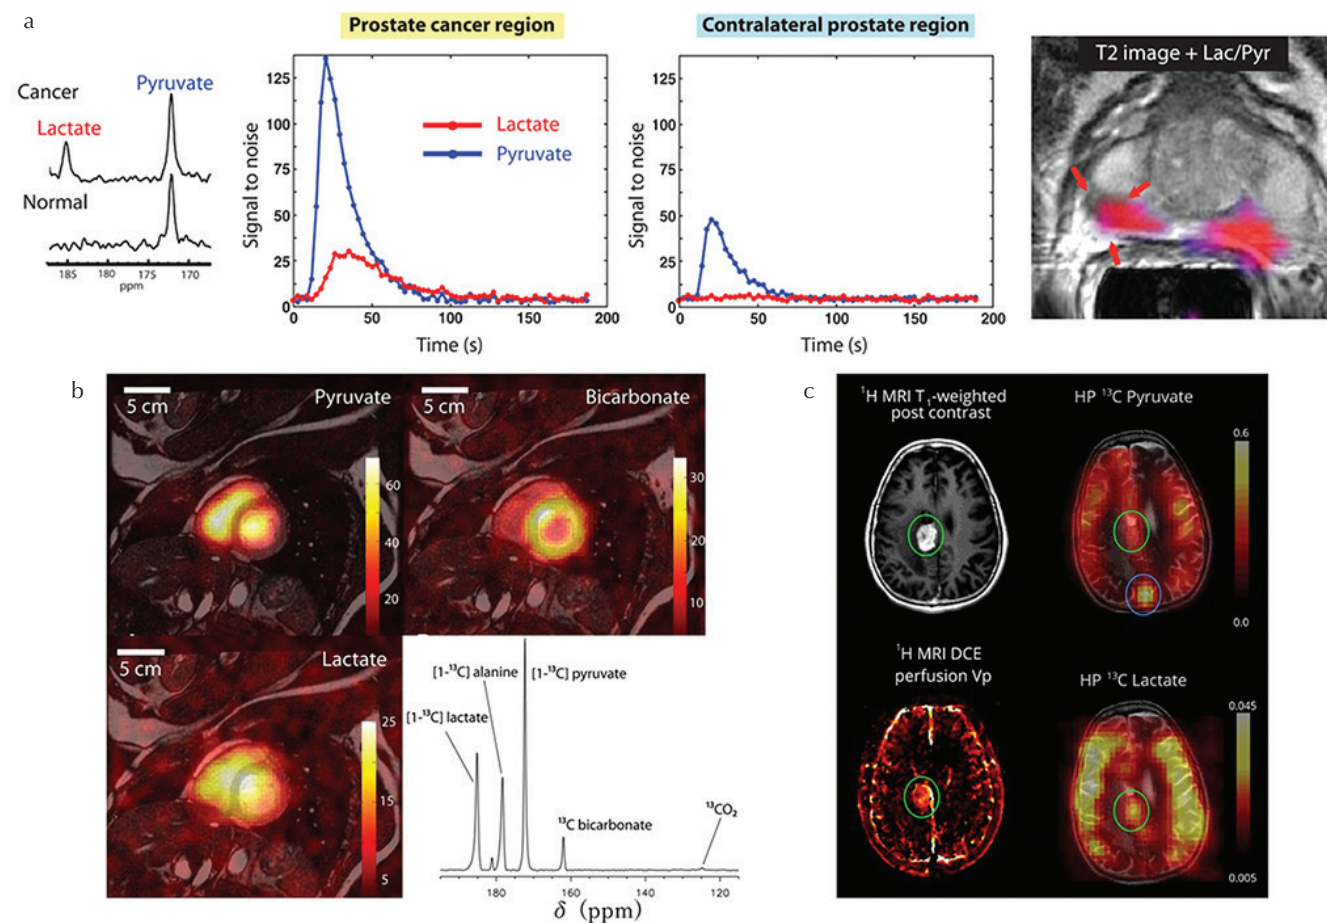 a
Prostate cancer region
Contralateral prostate region
T2 image + Lac/Pyr
Cancer
Pyruvate
Lactate
Normal
185
180
175
170
ppm
Signal to noise
125
100
75
50
25
0
Lactate
Pyruvate
0
50
100
150
200
Time (s)
Signal to noise
125
100
75
50
25
0
0
50
100
150
200
Time (s)
b
5 cm
Pyruvate
60
40
20
5 cm
Bicarbonate
30
20
10
5 cm
Lactate
25
15
5
[1-¹³C] alanine
[1-¹³C] pyruvate
[1-¹³C] lactate
¹³C bicarbonate
¹³CO₂
180
160
140
120
δ (ppm)
c
¹H MRI T₁-weighted
post contrast
HP ¹³C Pyruvate
0.6
0.0
¹H MRI DCE
perfusion Vp
HP ¹³C Lactate
0.045
0.005